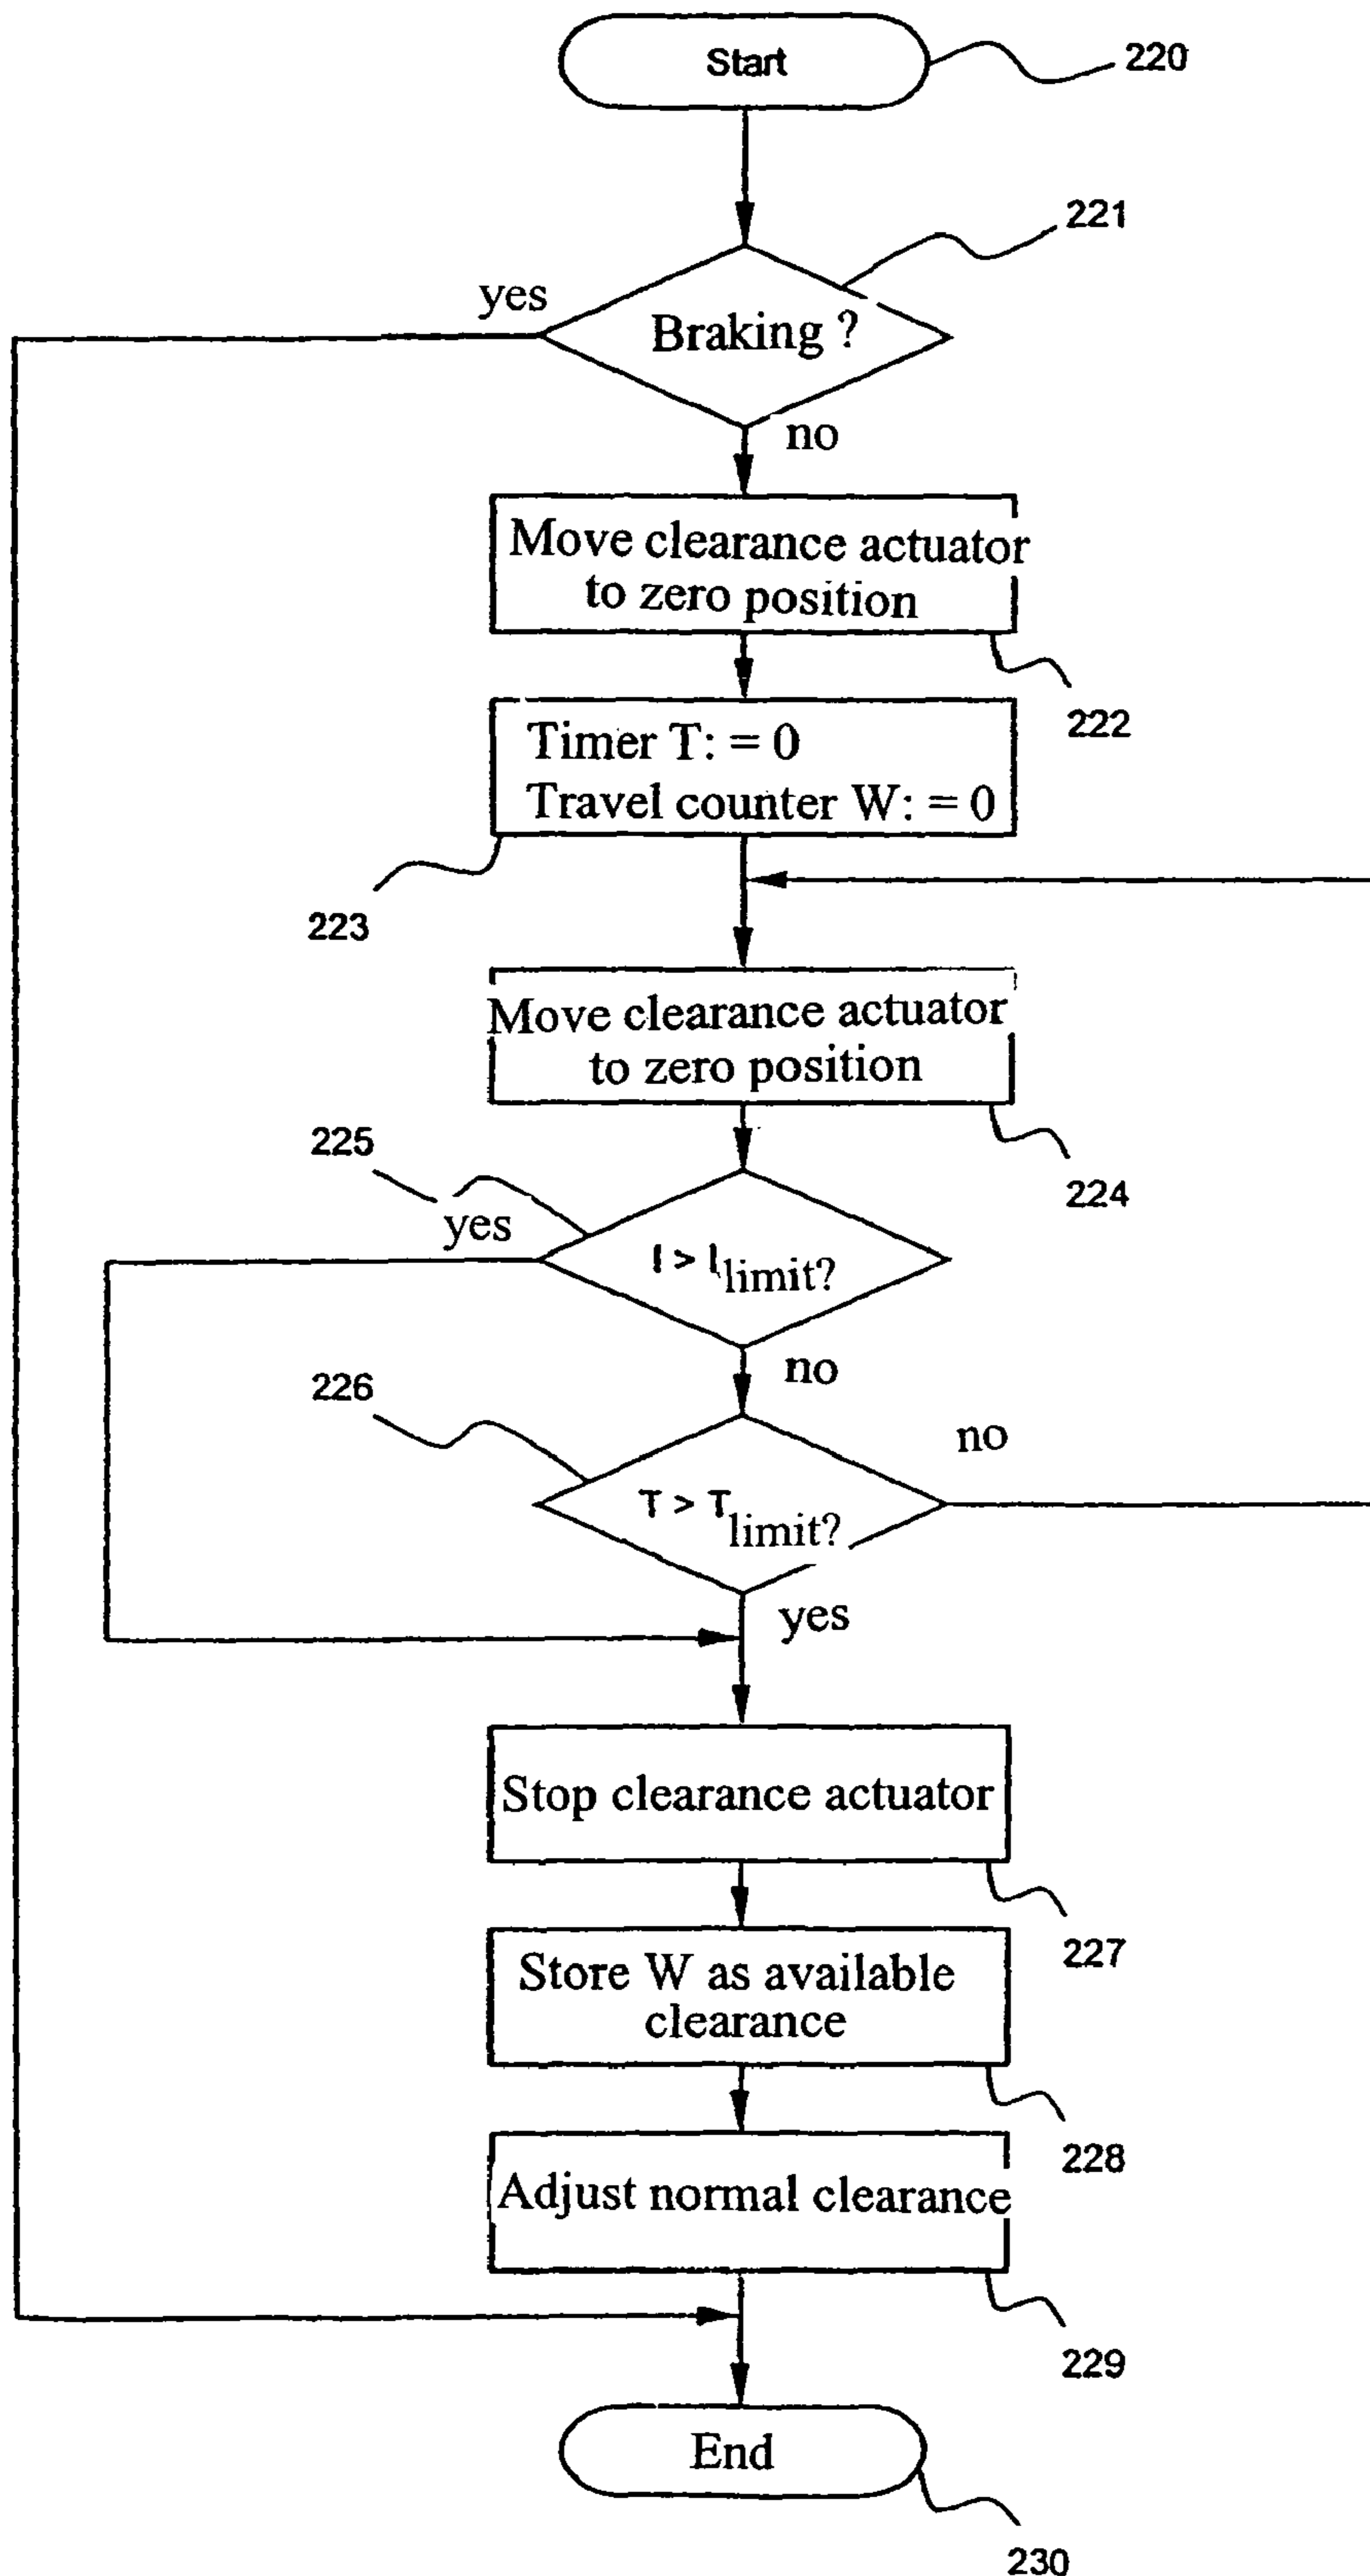 Start
220
221
yes
Braking ?
no
Move clearance actuator
to zero position
222
Timer T: = 0
Travel counter W: = 0
223
Move clearance actuator
to zero position
224
225
yes
I > I limit?
no
226
no
T > T limit?
yes
Stop clearance actuator
227
Store W as available
clearance
228
Adjust normal clearance
229
End
230